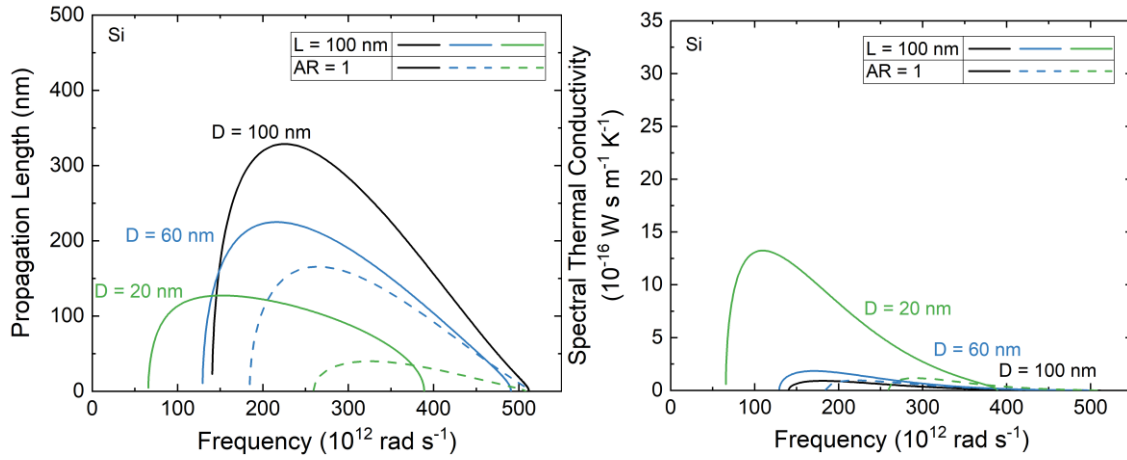 Si
L = 100 nm
AR = 1
D = 100 nm
D = 60 nm
D = 20 nm
500
400
300
200
100
0
0 100 200 300 400 500
Propagation Length (nm)
Frequency (10¹² rad s⁻¹)
Si
L = 100 nm
AR = 1
D = 20 nm
D = 60 nm
D = 100 nm
35
30
25
20
15
10
5
0
0 100 200 300 400 500
Spectral Thermal Conductivity
(10⁻¹⁶ W s m⁻¹ K⁻¹)
Frequency (10¹² rad s⁻¹)